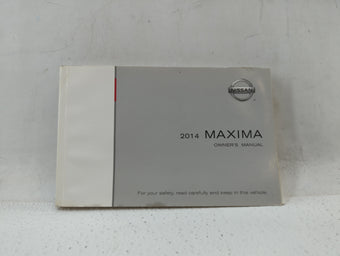 NISSAN
2014 MAXIMA
OWNER'S MANUAL
For your safety, read carefully and keep in this vehicle.